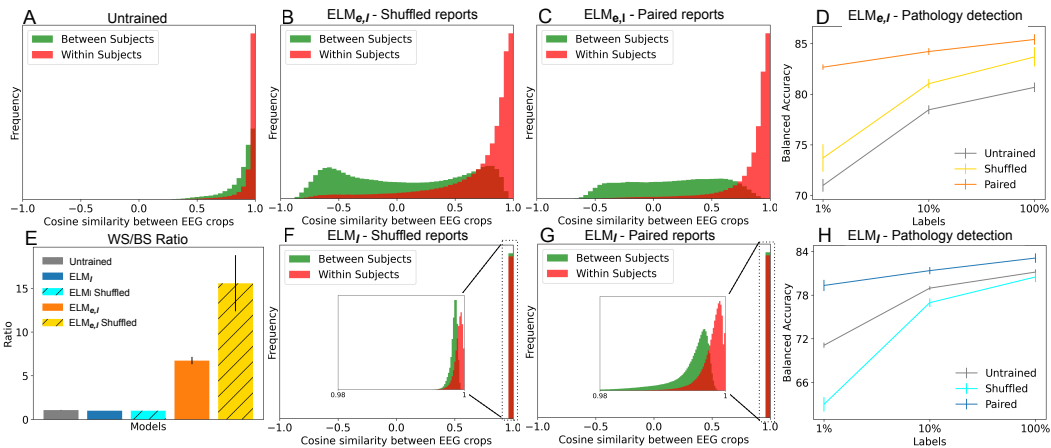 A
Untrained
Between Subjects
Within Subjects
Frequency
−1.0
−0.5
0.0
0.5
1.0
Cosine similarity between EEG crops
B
ELMe,l - Shuffled reports
Between Subjects
Within Subjects
Frequency
−1.0
−0.5
0.0
0.5
1.0
Cosine similarity between EEG crops
C
ELMe,l - Paired reports
Between Subjects
Within Subjects
Frequency
−1.0
−0.5
0.0
0.5
1.0
Cosine similarity between EEG crops
D
ELMe,l - Pathology detection
Balanced Accuracy
85
80
75
70
Untrained
Shuffled
Paired
1%
10%
100%
Labels
E
WS/BS Ratio
Untrained
ELMl
ELMl Shuffled
ELMe,l
ELMe,l Shuffled
Ratio
15
10
5
0
Models
F
ELMl - Shuffled reports
Between Subjects
Within Subjects
Frequency
0.98
1
−1.0
−0.5
0.0
0.5
1.0
Cosine similarity between EEG crops
G
ELMl - Paired reports
Between Subjects
Within Subjects
Frequency
0.98
1
−1.0
−0.5
0.0
0.5
1.0
Cosine similarity between EEG crops
H
ELMl - Pathology detection
Balanced Accuracy
84
78
72
66
Untrained
Shuffled
Paired
1%
10%
100%
Labels